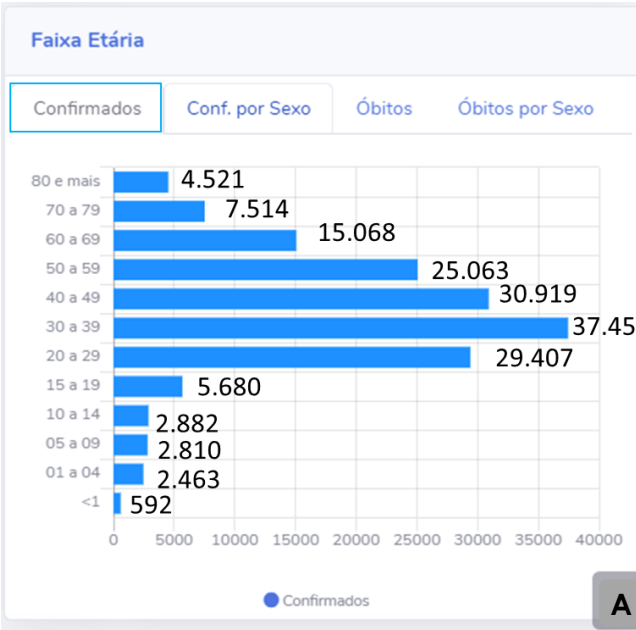 Faixa Etária
Confirmados Conf. por Sexo Óbitos Óbitos por Sexo
80 e mais 4.521
70 a 79 7.514
60 a 69 15.068
50 a 59 25.063
40 a 49 30.919
30 a 39 37.45
20 a 29 29.407
15 a 19 5.680
10 a 14 2.882
05 a 09 2.810
01 a 04 2.463
<1 592
0 5000 10000 15000 20000 25000 30000 35000 40000
Confirmados
A